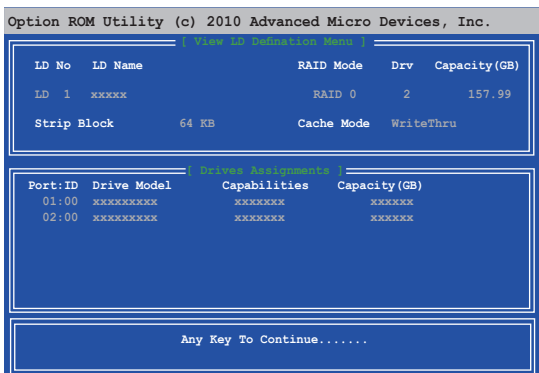 Option ROM Utility (c) 2010 Advanced Micro Devices, Inc.
[ View LD Defination Menu ]
LD No LD Name RAID Mode Drv Capacity(GB)
LD 1 xxxxx RAID 0 2 157.99
Strip Block 64 KB Cache Mode WriteThru
[ Drives Assignments ]
Port:ID Drive Model Capabilities Capacity(GB)
01:00 xxxxxxxxx xxxxxxx xxxxxx
02:00 xxxxxxxxx xxxxxxx xxxxxx
Any Key To Continue.......